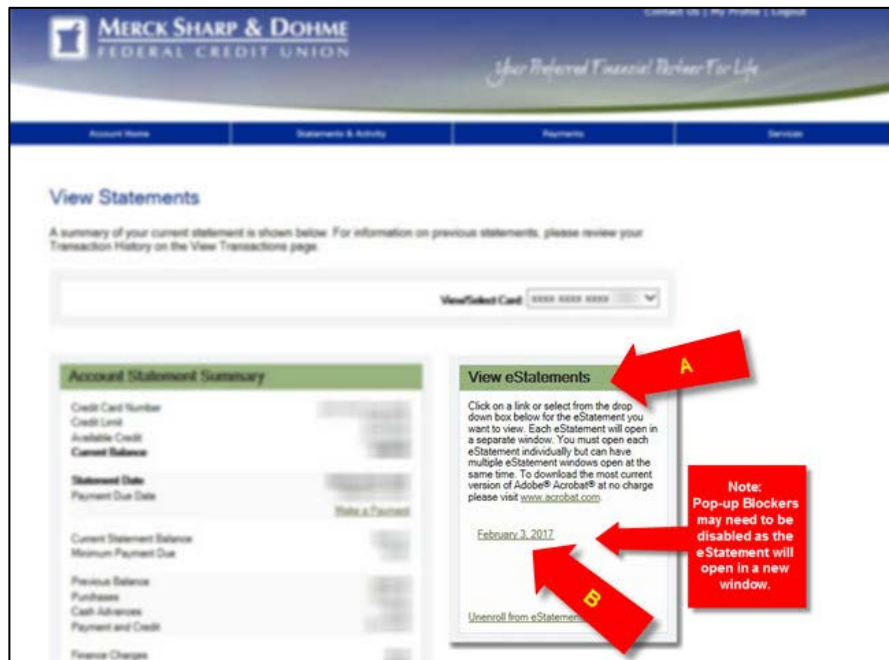 Contact Us | My Profile | Logout
MERCK SHARP & DOHME
FEDERAL CREDIT UNION
Your Preferred Financial Partner For Life
Account Home
Statements & Activity
Payments
Services
View Statements
A summary of your current statement is shown below. For information on previous statements, please review your
Transaction History on the View Transactions page.
View/Select Card xxxx xxxx xxxx
Account Statement Summary
Credit Card Number
Credit Limit
Available Credit
Current Balance
Statement Date
Payment Due Date
Make a Payment
Current Statement Balance
Minimum Payment Due
Previous Balance
Purchases
Cash Advances
Payment and Credit
Finance Charges
View eStatements
A
Click on a link or select from the drop
down box below for the eStatement you
want to view. Each eStatement will open in
a separate window. You must open each
eStatement individually but can have
multiple eStatement windows open at the
same time. To download the most current
version of Adobe® Acrobat® at no charge
please visit www.acrobat.com.
February 3, 2017
B
Unenroll from eStatement
Note:
Pop-up Blockers
may need to be
disabled as the
eStatement will
open in a new
window.